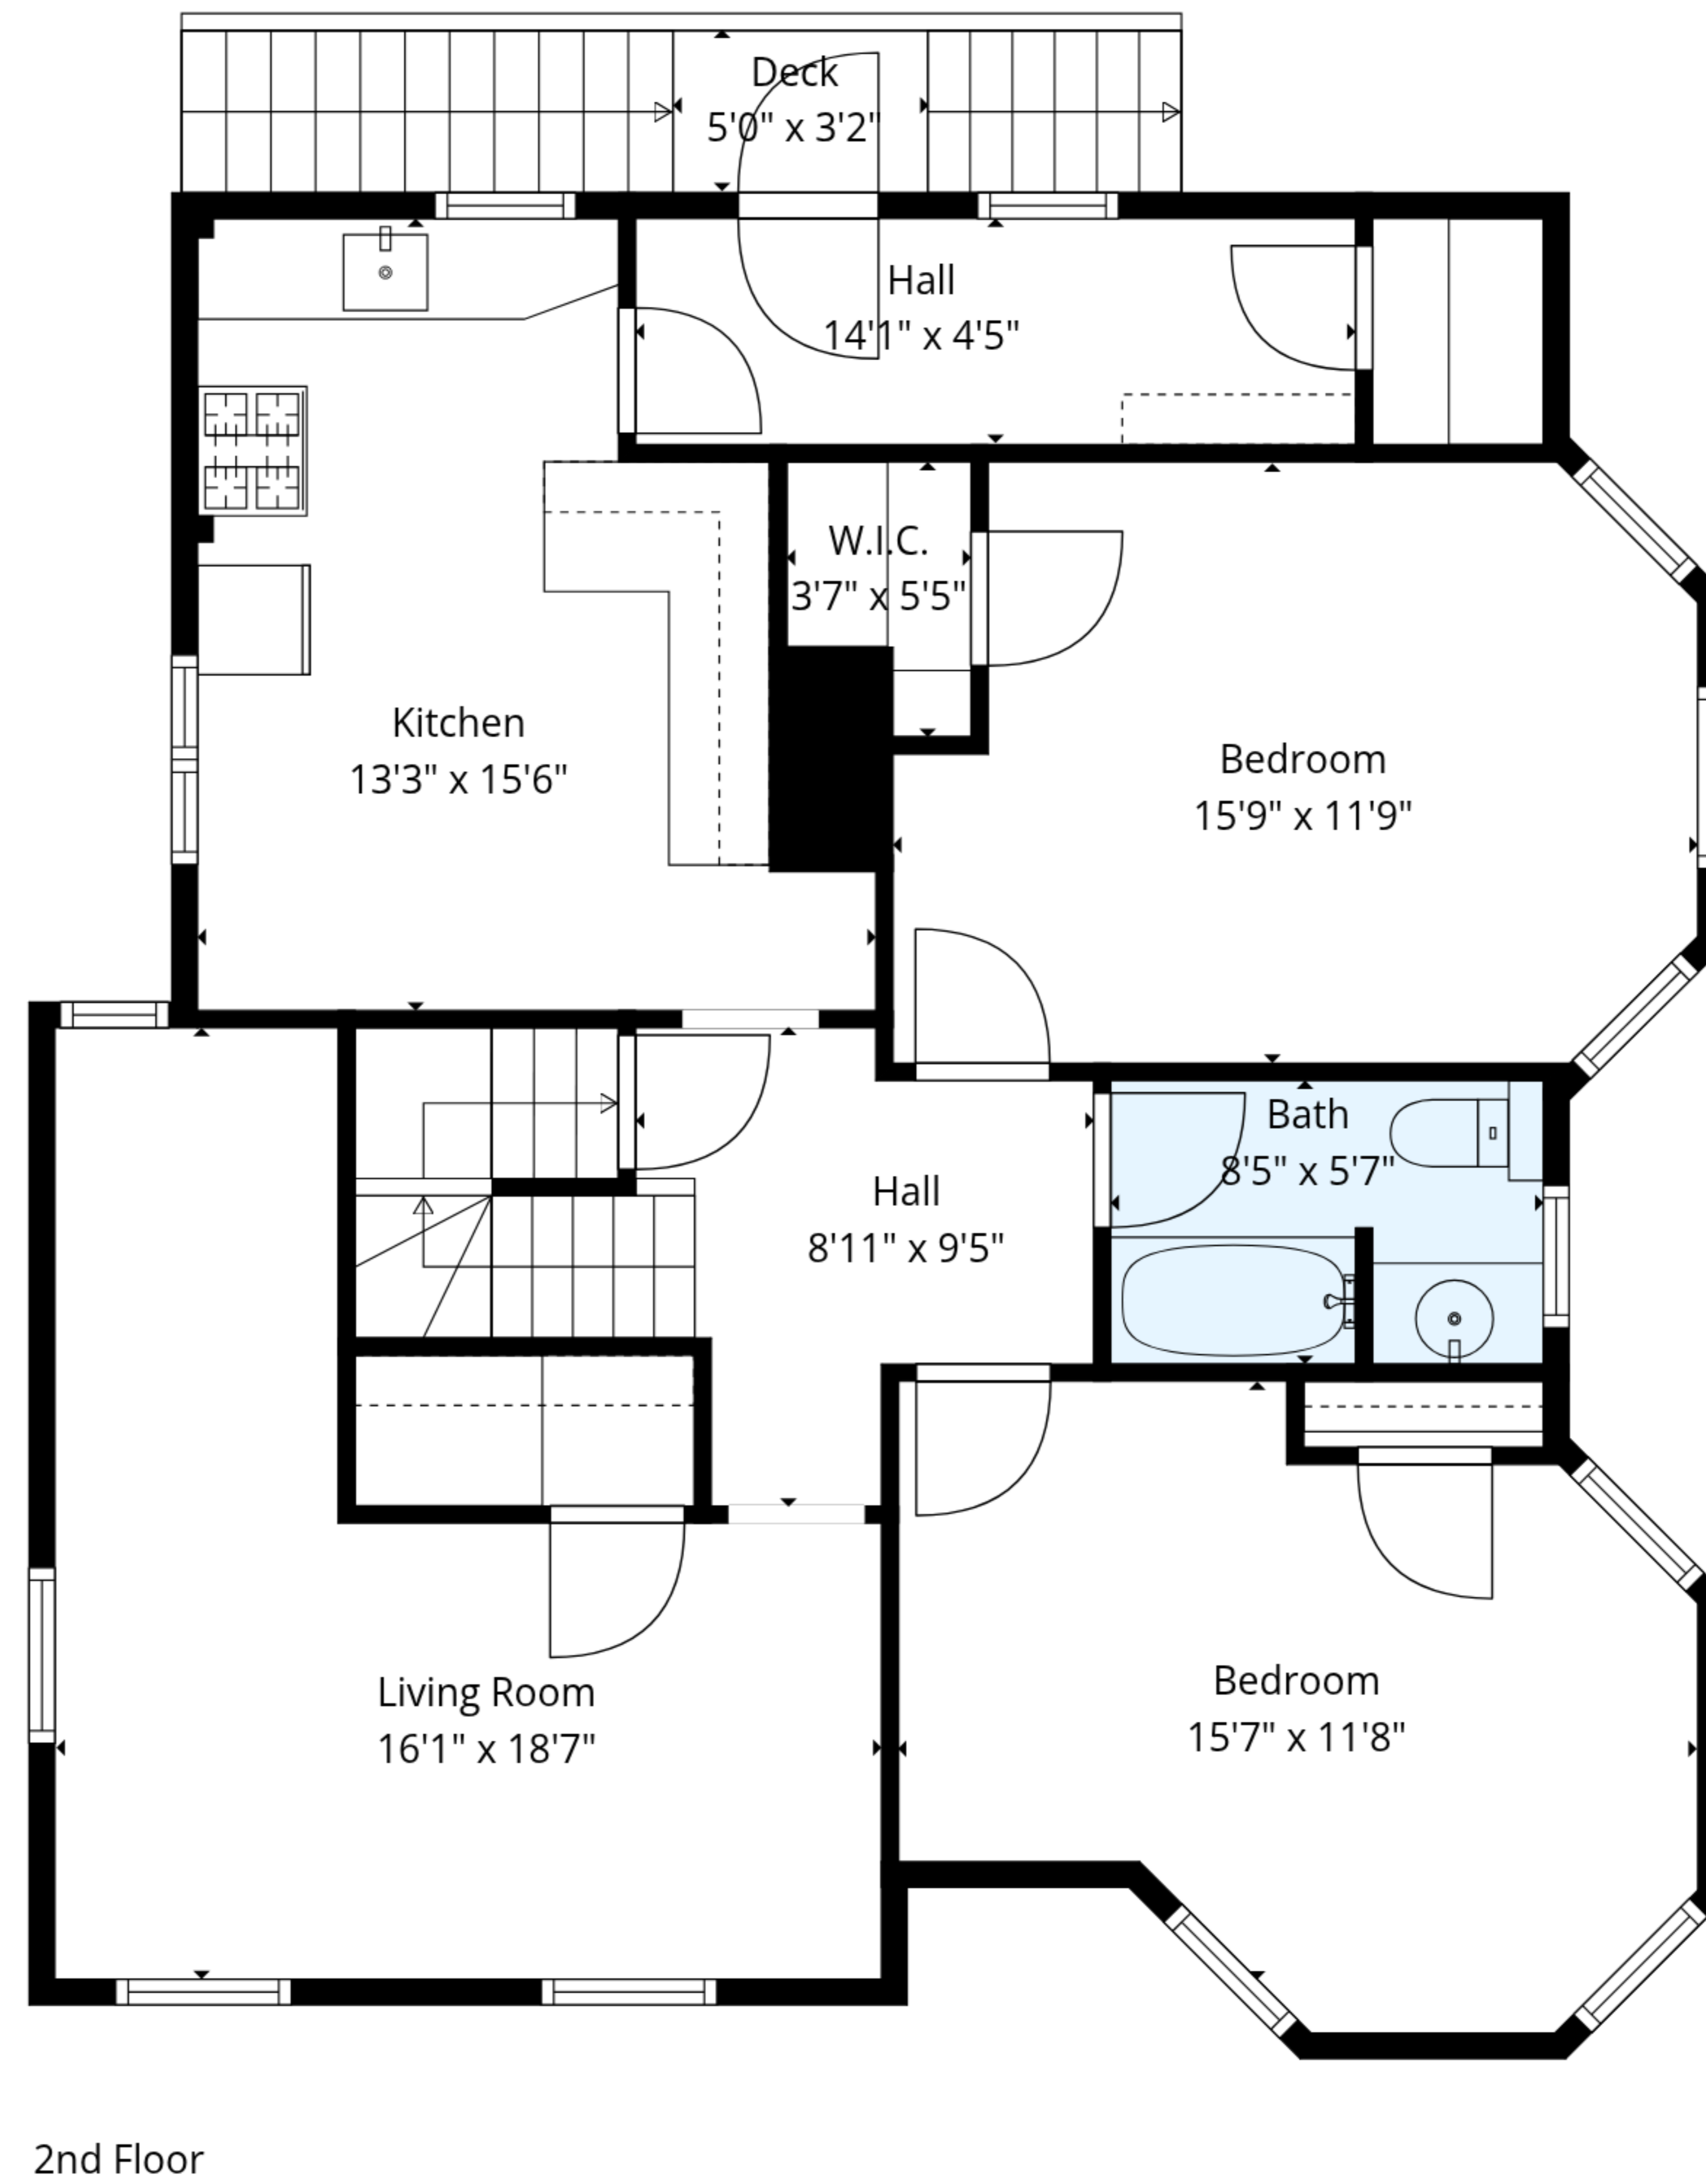 Deck
5'0" x 3'2"
Hall
14'1" x 4'5"
W.I.C.
3'7" x 5'5"
Kitchen
13'3" x 15'6"
Bedroom
15'9" x 11'9"
Bath
8'5" x 5'7"
Hall
8'11" x 9'5"
Living Room
16'1" x 18'7"
Bedroom
15'7" x 11'8"
2nd Floor